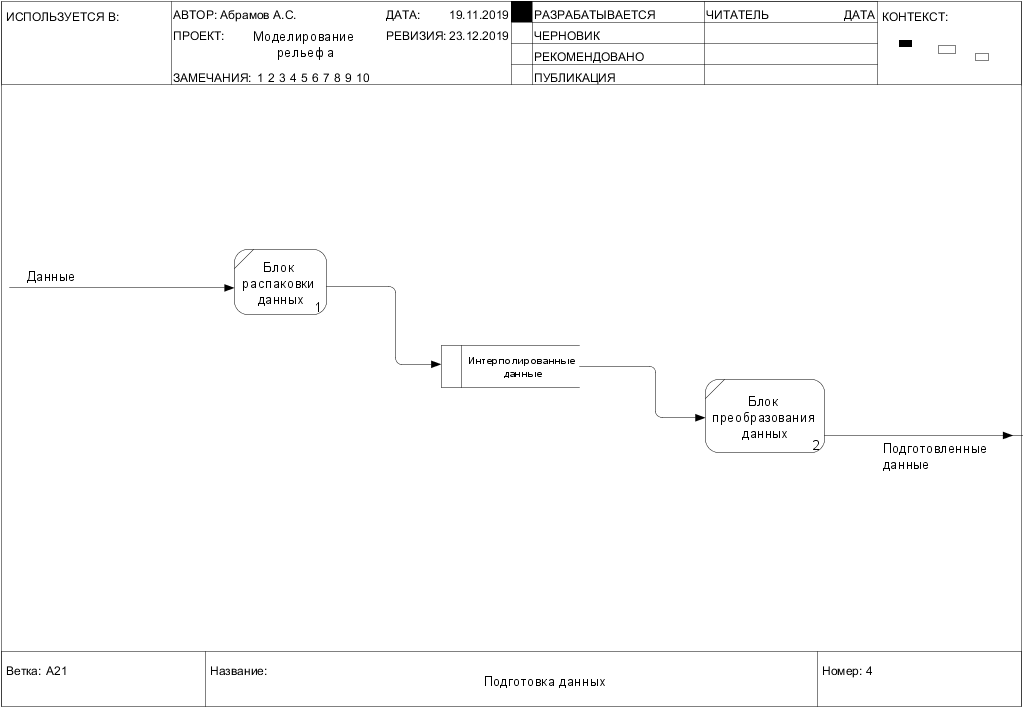 ИСПОЛЬЗУЕТСЯ В:
АВТОР: Абрамов А.С.
ДАТА: 19.11.2019
РАЗРАБАТЫВАЕТСЯ
ЧИТАТЕЛЬ
ДАТА
КОНТЕКСТ:
ПРОЕКТ: Моделирование
рельефа
РЕВИЗИЯ: 23.12.2019
ЧЕРНОВИК
РЕКОМЕНДОВАНО
ЗАМЕЧАНИЯ: 1 2 3 4 5 6 7 8 9 10
ПУБЛИКАЦИЯ
Данные
Блок
распаковки
данных
1
Интерполированные
данные
Блок
преобразования
данных
2
Подготовленные
данные
Ветка: A21
Название:
Подготовка данных
Номер: 4